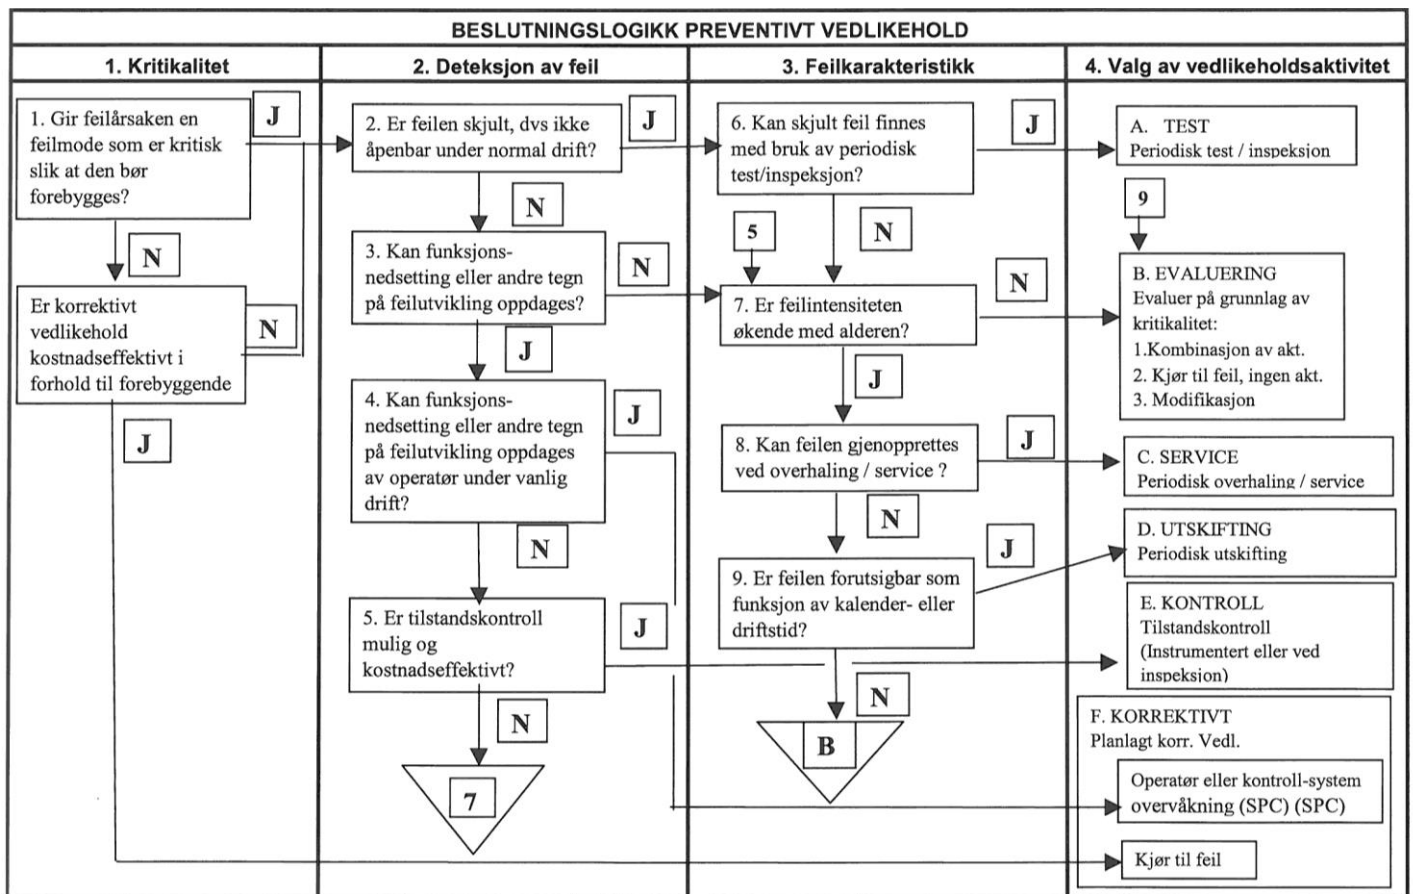 BESLUTNINGSLOGIKK PREVENTIVT VEDLIKEHOLD
1. Kritikalitet
2. Deteksjon av feil
3. Feilkarakteristikk
4. Valg av vedlikeholdsaktivitet
1. Gir feilårsaken en
feilmode som er kritisk
slik at den bør
forebygges?
J
N
Er korrektivt
vedlikehold
kostnadseffektivt i
forhold til forebyggende
N
J
2. Er feilen skjult, dvs ikke
åpenbar under normal drift?
J
N
3. Kan funksjons-
nedsetting eller andre tegn
på feilutvikling oppdages?
N
J
4. Kan funksjons-
nedsetting eller andre tegn
på feilutvikling oppdages
av operatør under vanlig
drift?
J
N
5. Er tilstandskontroll
mulig og
kostnadseffektivt?
J
N
7
6. Kan skjult feil finnes
med bruk av periodisk
test/inspeksjon?
J
N
5
7. Er feilintensiteten
økende med alderen?
N
J
8. Kan feilen gjenopprettes
ved overhaling / service ?
J
N
9. Er feilen forutsigbar som
funksjon av kalender- eller
driftstid?
J
N
B
A. TEST
Periodisk test / inspeksjon
9
B. EVALUERING
Evaluer på grunnlag av
kritikalitet:
1.Kombinasjon av akt.
2. Kjør til feil, ingen akt.
3. Modifikasjon
C. SERVICE
Periodisk overhaling / service
D. UTSKIFTING
Periodisk utskifting
E. KONTROLL
Tilstandskontroll
(Instrumentert eller ved
inspeksjon)
F. KORREKTIVT
Planlagt korr. Vedl.
Operatør eller kontroll-system
overvåkning (SPC) (SPC)
Kjør til feil